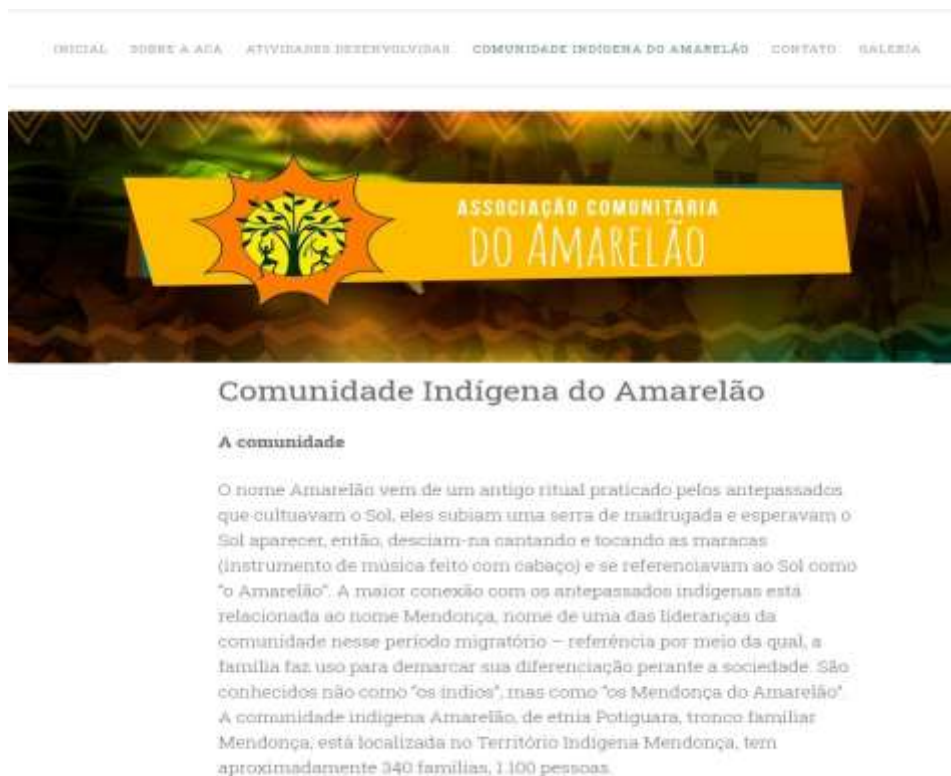 INICIAL SOBRE A ACA ATIVIDADES DESENVOLVIDAS COMUNIDADE INDÍGENA DO AMARELÃO CONTATO GALERIA
ASSOCIAÇÃO COMUNITÁRIA
DO AMARELÃO
Comunidade Indígena do Amarelão
A comunidade
O nome Amarelão vem de um antigo ritual praticado pelos antepassados
que cultuavam o Sol, eles subiam uma serra de madrugada e esperavam o
Sol aparecer, então, desciam-na cantando e tocando as maracas
(instrumento de música feito com cabaço) e se referenciavam ao Sol como
"o Amarelão". A maior conexão com os antepassados indígenas está
relacionada ao nome Mendonça, nome de uma das lideranças da
comunidade nesse período migratório – referência por meio da qual, a
família faz uso para demarcar sua diferenciação perante a sociedade. São
conhecidos não como "os índios", mas como "os Mendonça do Amarelão".
A comunidade indígena Amarelão, de etnia Potiguara, tronco familiar
Mendonça, está localizada no Território Indígena Mendonça, tem
aproximadamente 340 famílias, 1.100 pessoas.